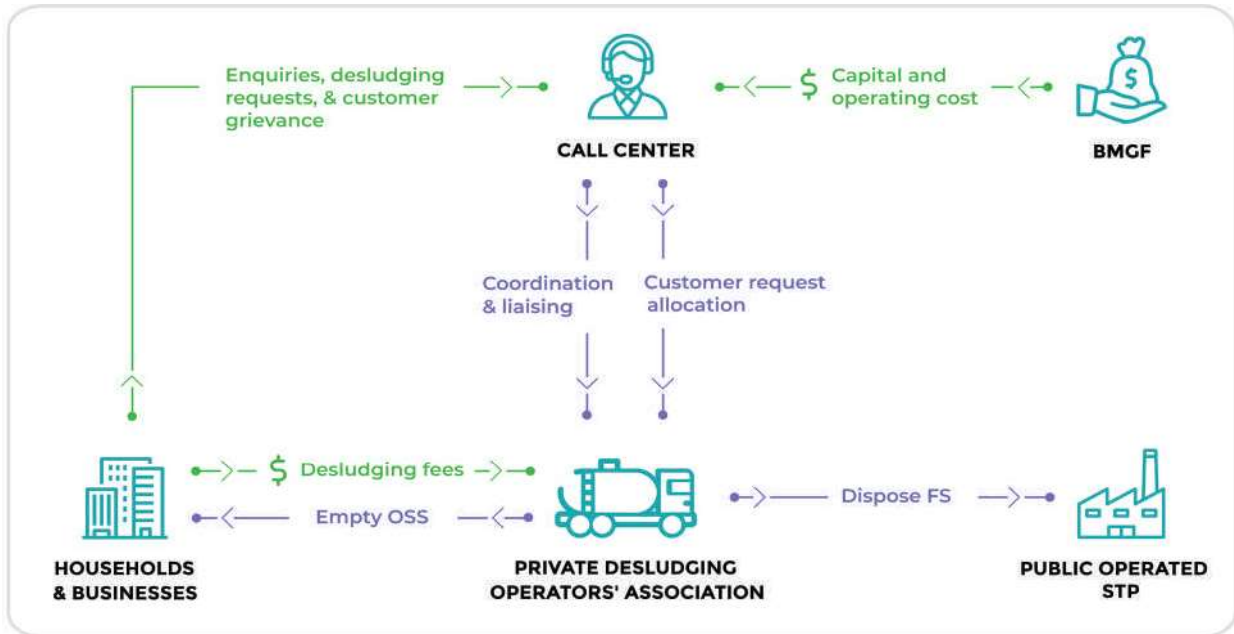 Enquiries, desludging
requests, & customer
grievance
$ Capital and
operating cost
$
CALL CENTER
BMGF
Coordination
& liaising
Customer request
allocation
$ Desludging fees
Empty OSS
Dispose FS
HOUSEHOLDS
& BUSINESSES
PRIVATE DESLUDGING
OPERATORS' ASSOCIATION
PUBLIC OPERATED
STP